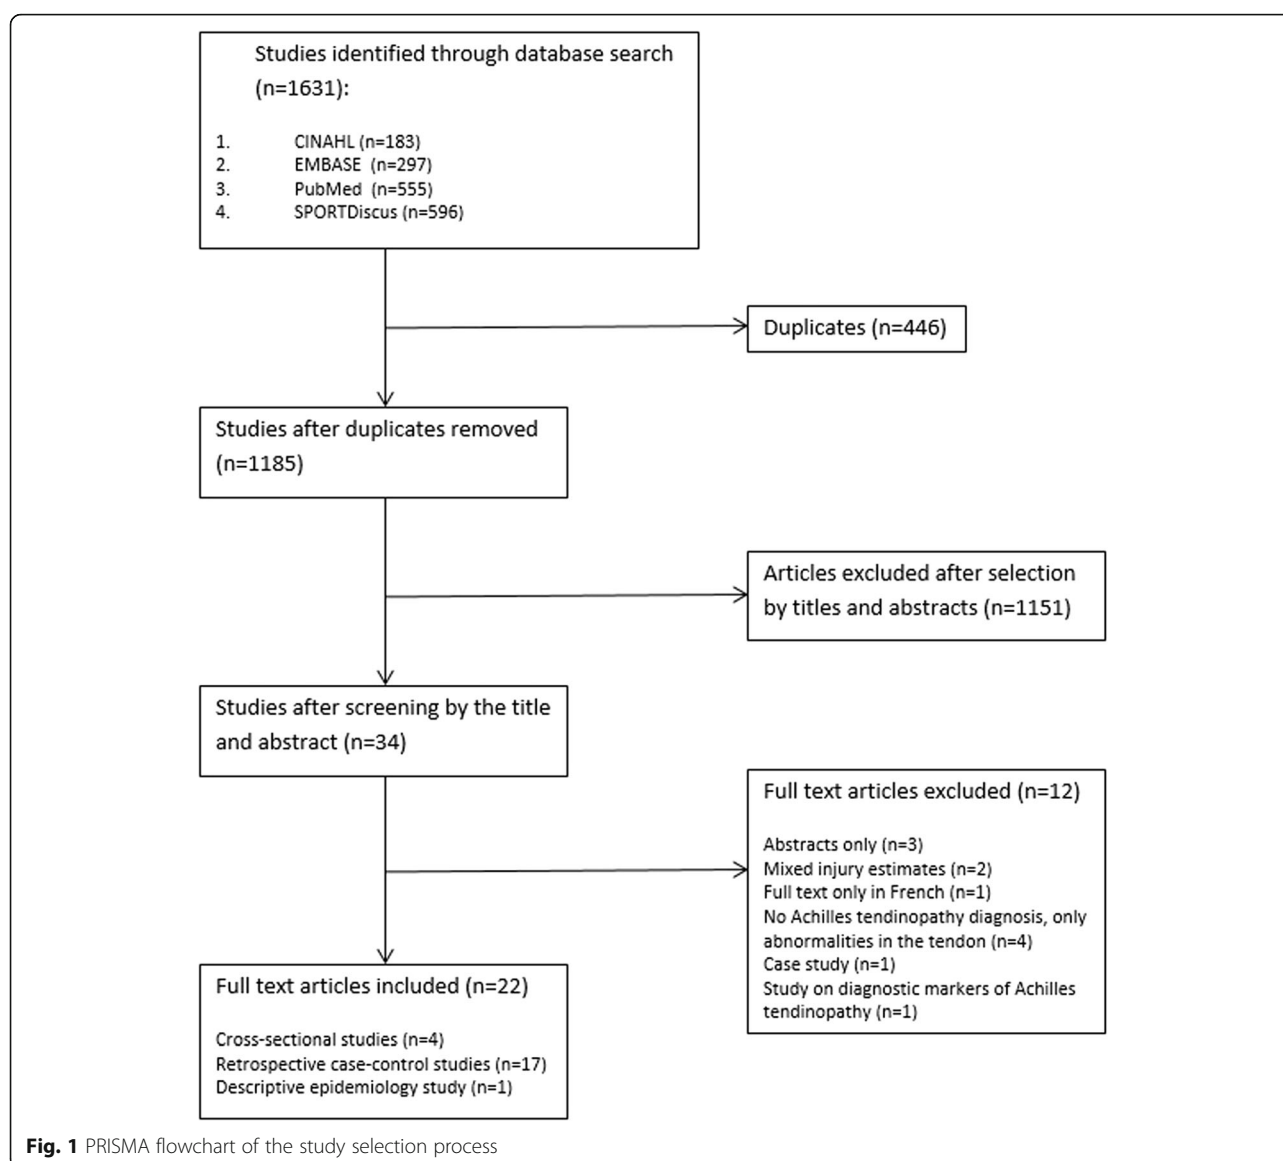 Studies identified through database search
(n=1631):
1. CINAHL (n=183)
2. EMBASE (n=297)
3. PubMed (n=555)
4. SPORTDiscus (n=596)
Duplicates (n=446)
Studies after duplicates removed
(n=1185)
Articles excluded after selection
by titles and abstracts (n=1151)
Studies after screening by the title
and abstract (n=34)
Full text articles excluded (n=12)
Abstracts only (n=3)
Mixed injury estimates (n=2)
Full text only in French (n=1)
No Achilles tendinopathy diagnosis, only
abnormalities in the tendon (n=4)
Case study (n=1)
Study on diagnostic markers of Achilles
tendinopathy (n=1)
Full text articles included (n=22)
Cross-sectional studies (n=4)
Retrospective case-control studies (n=17)
Descriptive epidemiology study (n=1)
Fig. 1 PRISMA flowchart of the study selection process